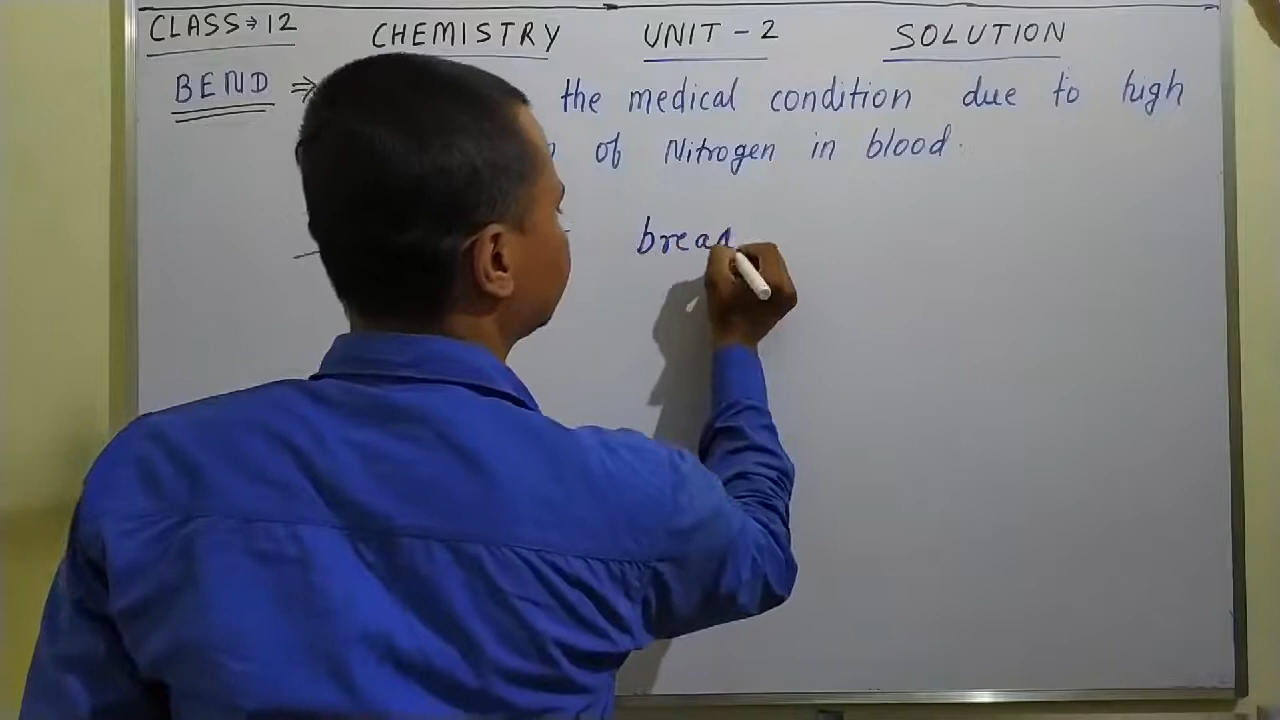 CLASS → 12 CHEMISTRY UNIT - 2 SOLUTION
BEND ⇒ the medical condition due to high
of Nitrogen in blood.
brea